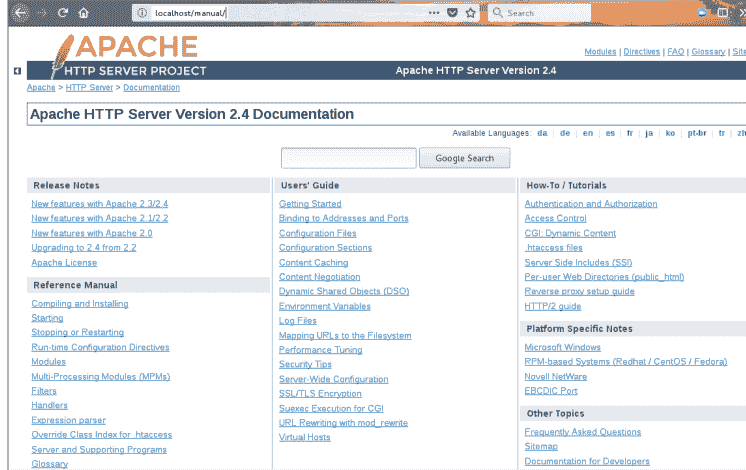 localhost/manual/
Search
APACHE
HTTP SERVER PROJECT
Modules | Directives | FAQ | Glossary | Site
Apache HTTP Server Version 2.4
Apache > HTTP Server > Documentation
Apache HTTP Server Version 2.4 Documentation
Available Languages: da | de | en | es | fr | ja | ko | pt-br | tr | zh
Google Search
Release Notes
New features with Apache 2.3/2.4
New features with Apache 2.1/2.2
New features with Apache 2.0
Upgrading to 2.4 from 2.2
Apache License
Reference Manual
Compiling and Installing
Starting
Stopping or Restarting
Run-time Configuration Directives
Modules
Multi-Processing Modules (MPMs)
Filters
Handlers
Expression parser
Override Class Index for .htaccess
Server and Supporting Programs
Glossary
Users' Guide
Getting Started
Binding to Addresses and Ports
Configuration Files
Configuration Sections
Content Caching
Content Negotiation
Dynamic Shared Objects (DSO)
Environment Variables
Log Files
Mapping URLs to the Filesystem
Performance Tuning
Security Tips
Server-Wide Configuration
SSL/TLS Encryption
Suexec Execution for CGI
URL Rewriting with mod_rewrite
Virtual Hosts
How-To / Tutorials
Authentication and Authorization
Access Control
CGI: Dynamic Content
.htaccess files
Server Side Includes (SSI)
Per-user Web Directories (public_html)
Reverse proxy setup guide
HTTP/2 guide
Platform Specific Notes
Microsoft Windows
RPM-based Systems (Redhat / CentOS / Fedora)
Novell NetWare
EBCDIC Port
Other Topics
Frequently Asked Questions
Sitemap
Documentation for Developers